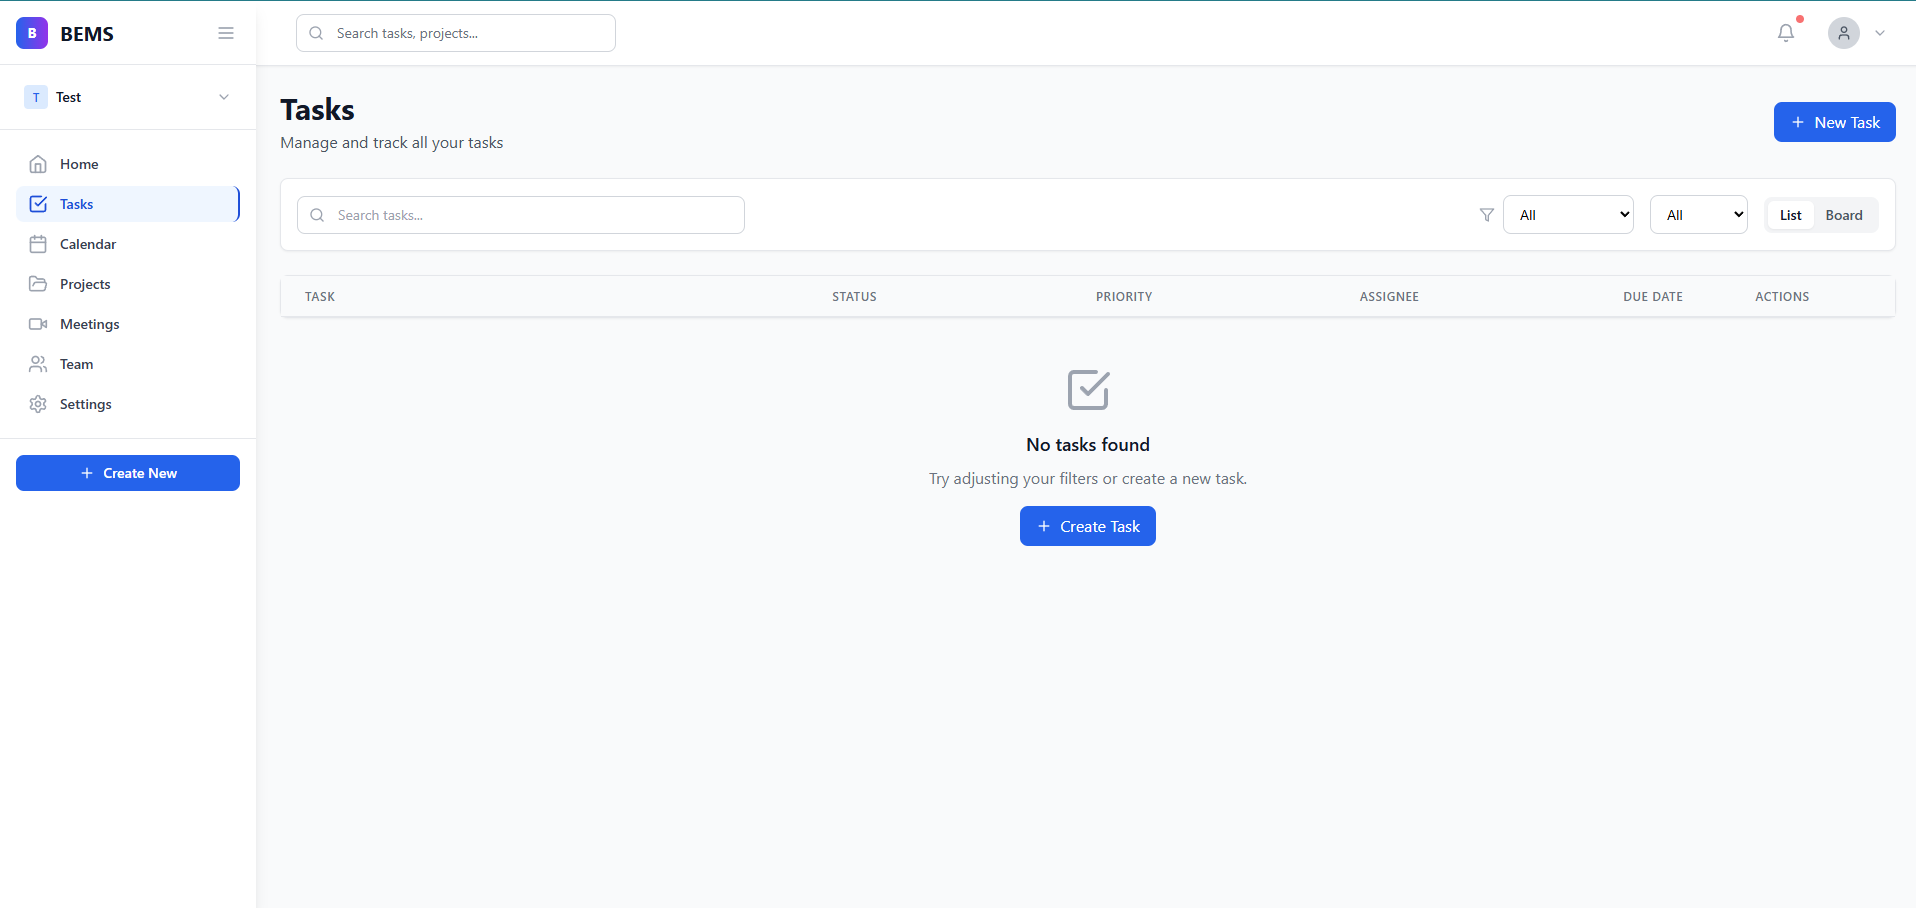 B BEMS
Search tasks, projects...
T Test
Home
Tasks
Calendar
Projects
Meetings
Team
Settings
Create New
Tasks
Manage and track all your tasks
New Task
Search tasks...
All
All
List
Board
TASK STATUS PRIORITY ASSIGNEE DUE DATE ACTIONS
No tasks found
Try adjusting your filters or create a new task.
Create Task